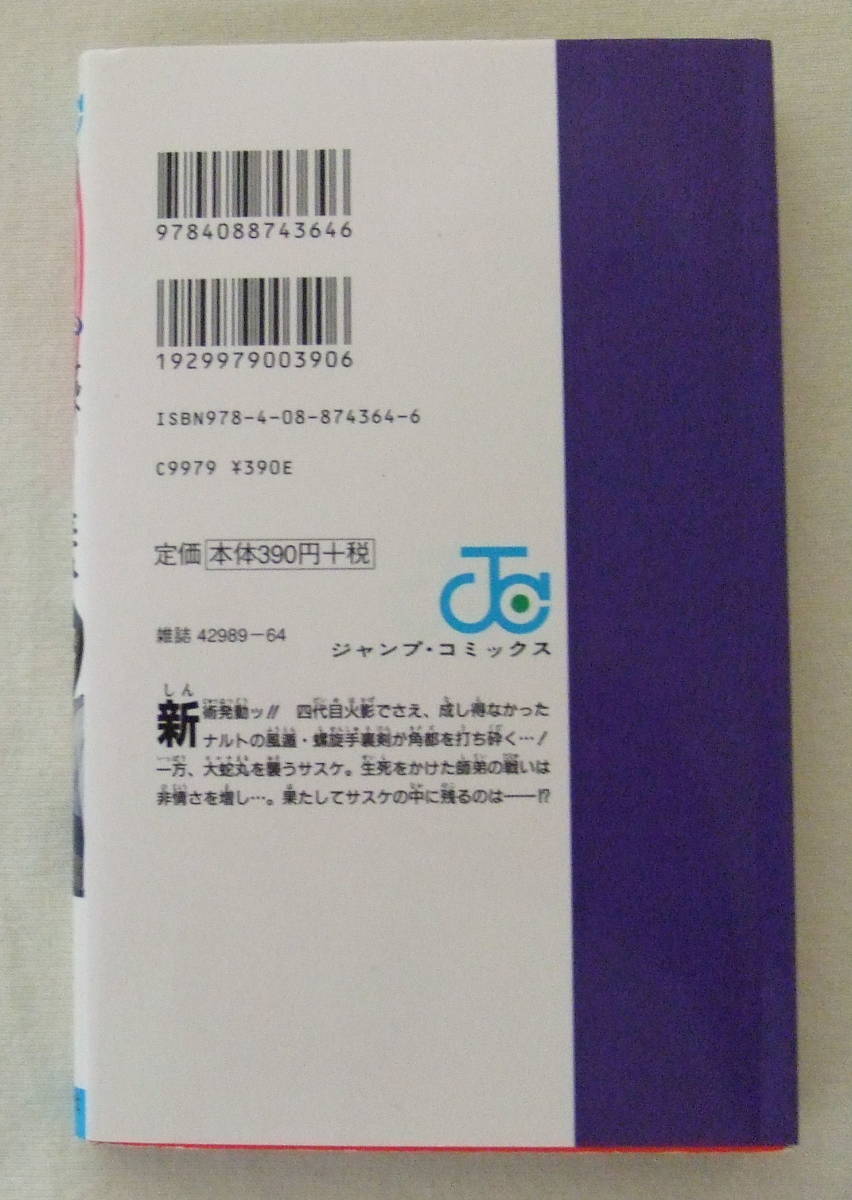 9784088743646
1929979003906
ISBN978-4-08-874364-6
C9979 ¥390E
定価 本体390円+税
雑誌 42989-64
ジャンプ・コミックス
新術発動ッ!! 四代目火影でさえ、成し得なかった
ナルトの風遁・螺旋手裏剣が角都を打ち砕く…!
一方、大蛇丸を襲うサスケ。生死をかけた師弟の戦いは
非情さを増し…。果たしてサスケの中に残るのは――!?